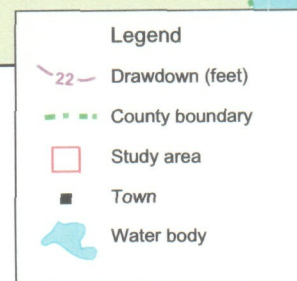 Legend
22 Drawdown (feet)
County boundary
Study area
Town
Water body